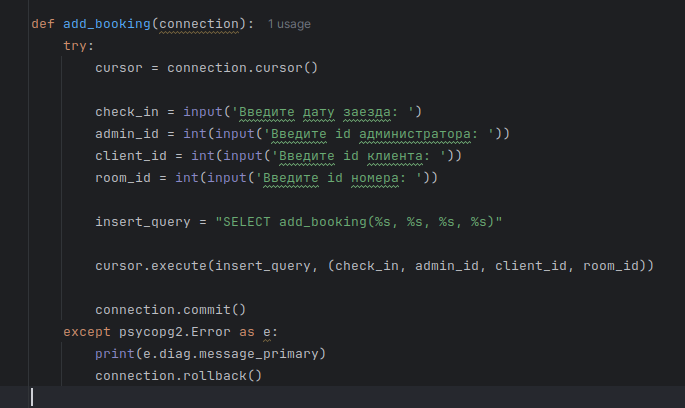 def add_booking(connection): 1 usage
    try:
        cursor = connection.cursor()

        check_in = input('Введите дату заезда: ')
        admin_id = int(input('Введите id администратора: '))
        client_id = int(input('Введите id клиента: '))
        room_id = int(input('Введите id номера: '))

        insert_query = "SELECT add_booking(%s, %s, %s, %s)"

        cursor.execute(insert_query, (check_in, admin_id, client_id, room_id))

        connection.commit()
    except psycopg2.Error as e:
        print(e.diag.message_primary)
        connection.rollback()